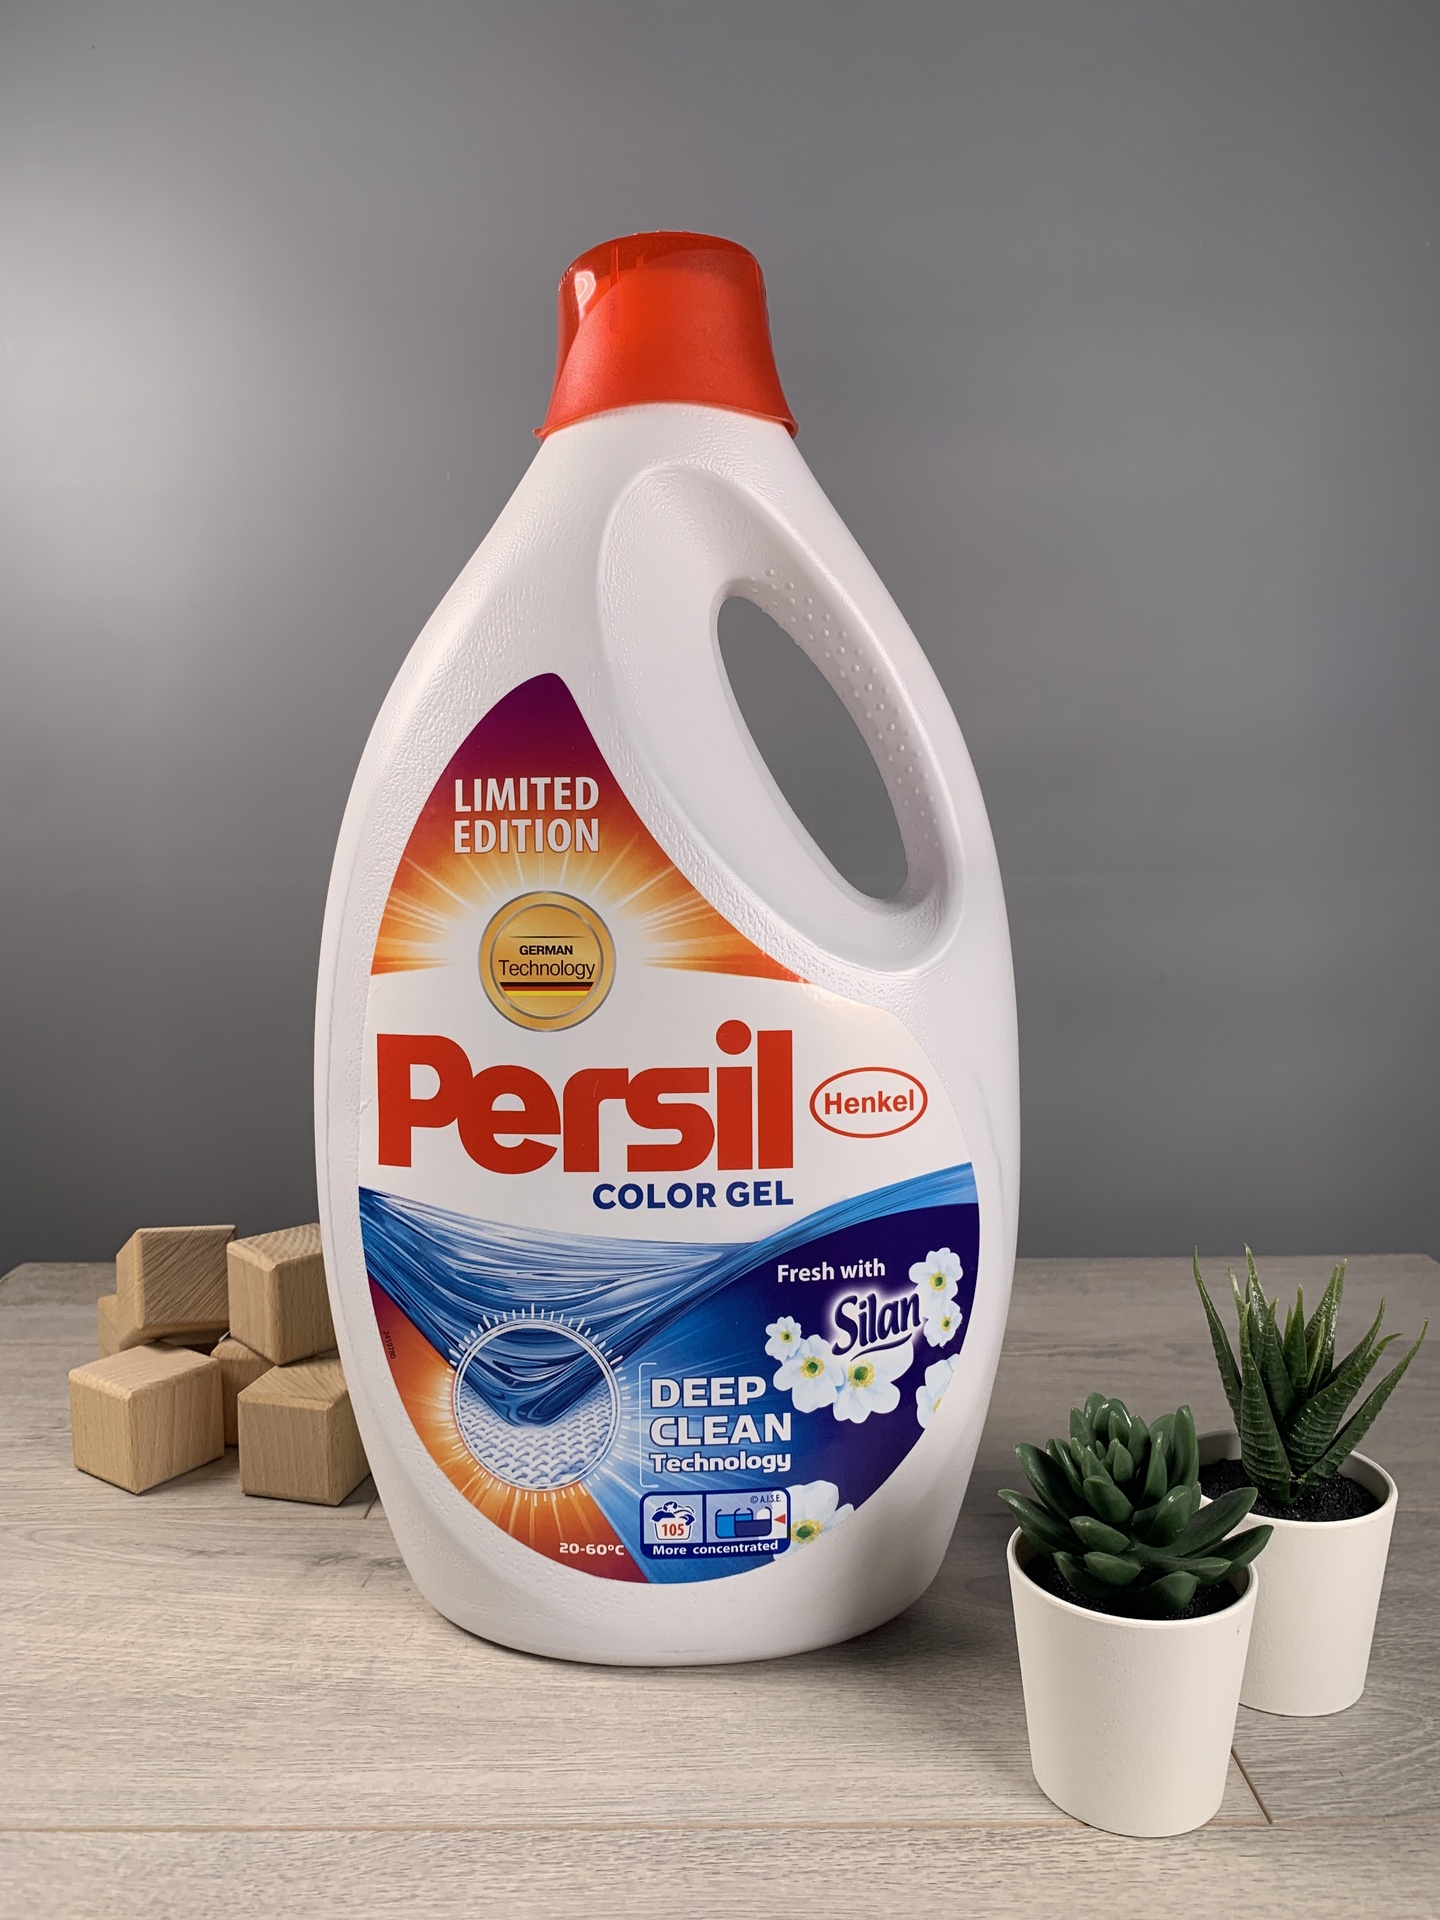 LIMITED
EDITION
GERMAN
Technology
Persil
Henkel
COLOR GEL
Fresh with
Silan
DEEP
CLEAN
Technology
© A.I.S.E.
105
More concentrated
20-60°C